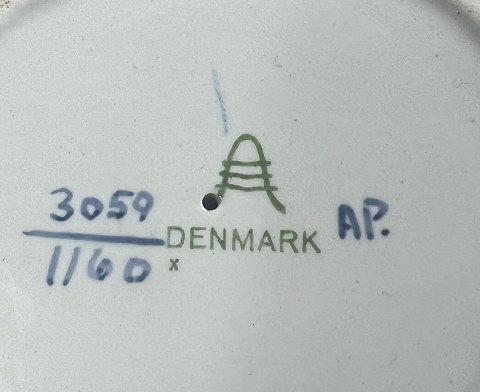 A
3059
DENMARK
AP.
1160
x